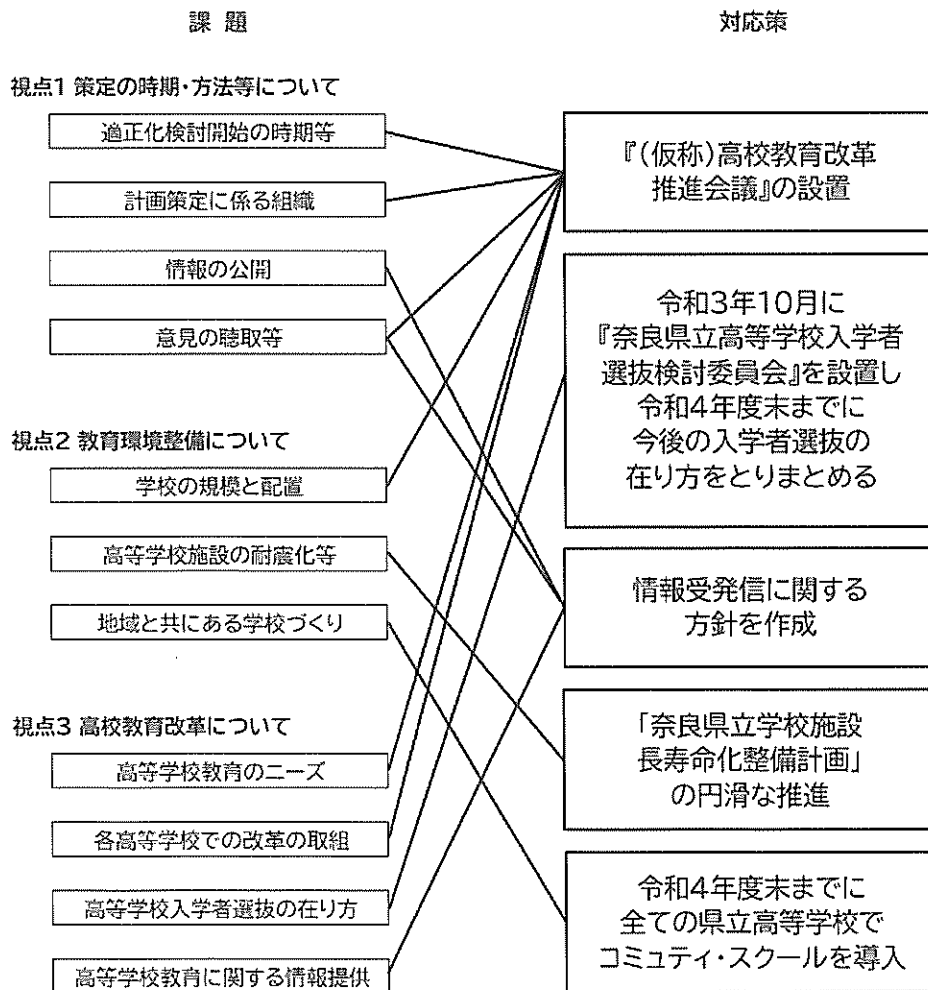 課 題
対応策
視点1 策定の時期・方法等について
適正化検討開始の時期等
計画策定に係る組織
情報の公開
意見の聴取等
視点2 教育環境整備について
学校の規模と配置
高等学校施設の耐震化等
地域と共にある学校づくり
視点3 高校教育改革について
高等学校教育のニーズ
各高等学校での改革の取組
高等学校入学者選抜の在り方
高等学校教育に関する情報提供
『(仮称)高校教育改革
推進会議』の設置
令和3年10月に
『奈良県立高等学校入学者
選抜検討委員会』を設置し
令和4年度末までに
今後の入学者選抜の
在り方をとりまとめる
情報受発信に関する
方針を作成
「奈良県立学校施設
長寿命化整備計画」
の円滑な推進
令和4年度末までに
全ての県立高等学校で
コミュティ・スクールを導入